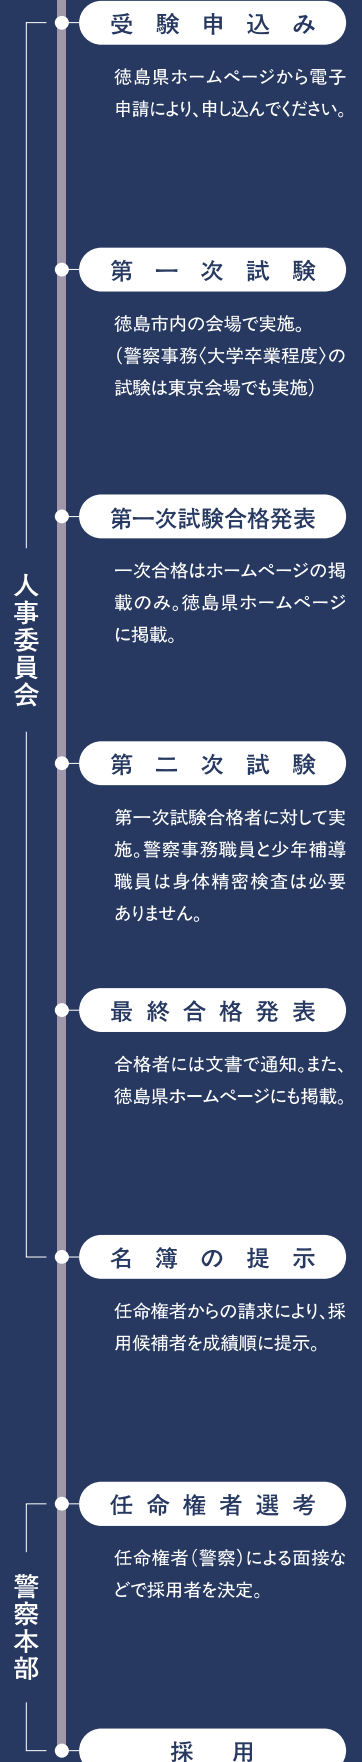 受験申込み
徳島県ホームページから電子
申請により、申し込んでください。
第一次試験
徳島市内の会場で実施。
（警察事務〈大学卒業程度〉の
試験は東京会場でも実施）
第一次試験合格発表
一次合格はホームページの掲
載のみ。徳島県ホームページ
に掲載。
人事委員会
第二次試験
第一次試験合格者に対して実
施。警察事務職員と少年補導
職員は身体精密検査は必要
ありません。
最終合格発表
合格者には文書で通知。また、
徳島県ホームページにも掲載。
名簿の提示
任命権者からの請求により、採
用候補者を成績順に提示。
任命権者選考
任命権者（警察）による面接な
どで採用者を決定。
警察本部
採用